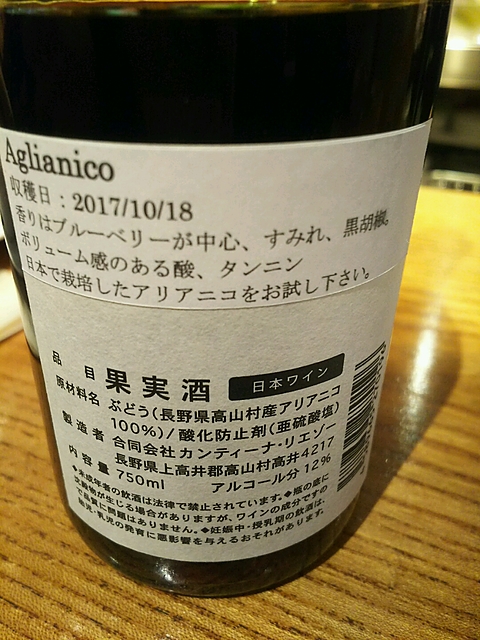 Aglianico
収穫日：2017/10/18
香りはブルーベリーが中心、すみれ、黒胡椒。
ボリューム感のある酸、タンニン
日本で栽培したアリアニコをお試し下さい。
品目 果実酒 日本ワイン
原材料名 ぶどう(長野県高山村産アリアニコ
100%)/酸化防止剤(亜硫酸塩)
製造者 合同会社カンティーナ・リエゾー
長野県上高井郡高山村高井4217
内容量 750ml アルコール分12%
◆未成年者の飲酒は法律で禁止されています。◆瓶の底に
沈殿物が生じる場合がありますが、ワインの成分ですの
で品質に問題はありません。◆妊娠中・授乳期の飲酒は、
胎児・乳児の発育に悪影響を与えるおそれがあります。